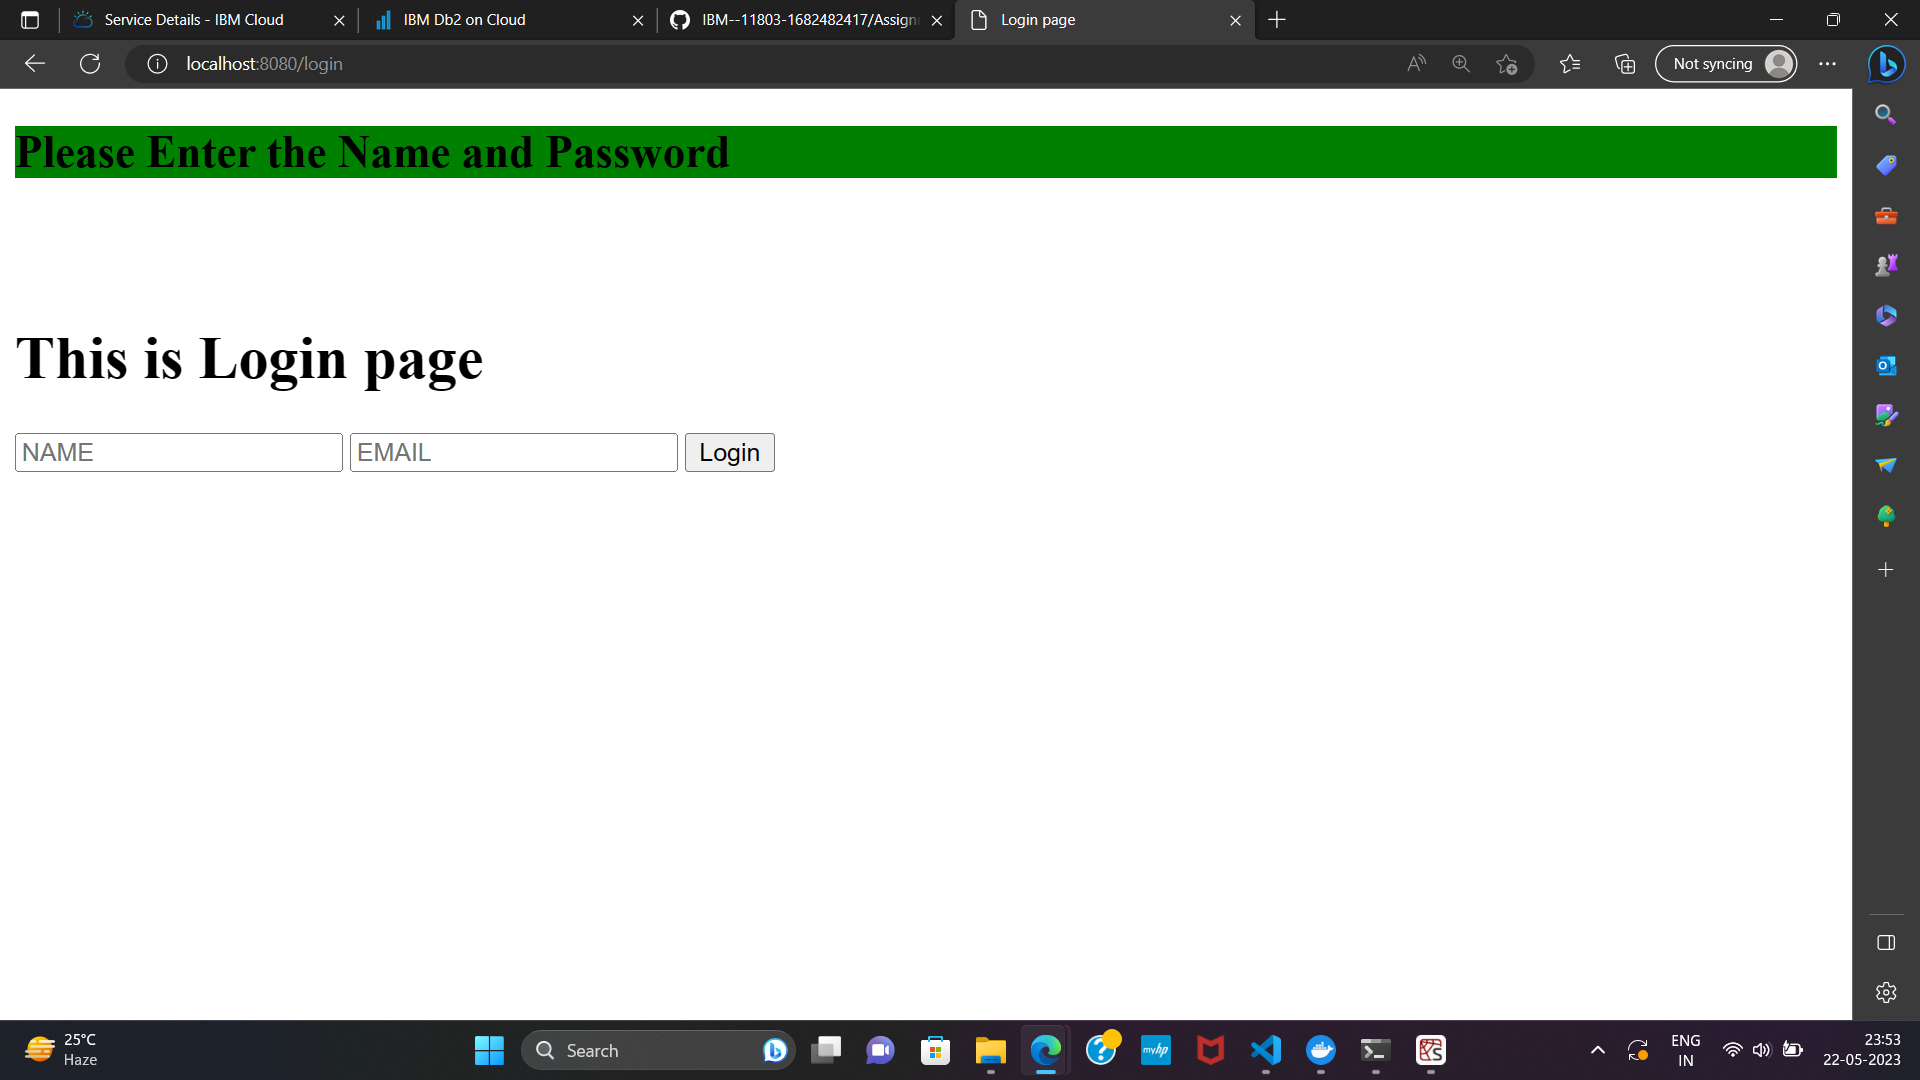 Service Details - IBM Cloud
IBM Db2 on Cloud
IBM--11803-1682482417/Assign
Login page
localhost:8080/login
Not syncing
Please Enter the Name and Password
This is Login page
NAME
EMAIL
Login
25°C
Haze
Search
myhp
ENG
IN
23:53
22-05-2023